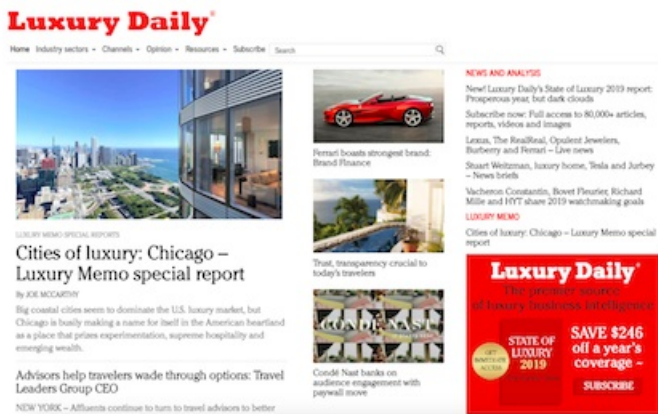 Luxury Daily®
Home Industry sectors Channels Opinion Resources Subscribe Search
LUXURY MEMO SPECIAL REPORTS
Cities of luxury: Chicago –
Luxury Memo special report
By JOE MCCARTHY
Big coastal cities seem to dominate the U.S. luxury market, but
Chicago is busily making a name for itself in the American heartland
as a place that prizes experimentation, supreme hospitality and
emerging wealth.
Advisors help travelers wade through options: Travel
Leaders Group CEO
NEW YORK – Affluents continue to turn to travel advisors to better
Ferrari boasts strongest brand:
Brand Finance
Trust, transparency crucial to
today's travelers
CONDÉ NAST
Condé Nast banks on
audience engagement with
paywall move
NEWS AND ANALYSIS
New! Luxury Daily's State of Luxury 2019 report:
Prosperous year, but dark clouds
Subscribe now: Full access to 80,000+ articles,
reports, videos and images
Lexus, The RealReal, Opulent Jewelers,
Burberry and Ferrari – Live news
Stuart Weitzman, luxury home, Tesla and Jurbey
– News briefs
Vacheron Constantin, Bovet Fleurier, Richard
Mille and HYT share 2019 watchmaking goals
LUXURY MEMO
Cities of luxury: Chicago – Luxury Memo special
report
Luxury Daily®
The premier source
of luxury business intelligence
GET
IMMEDIATE
ACCESS
STATE OF
LUXURY
2019
SAVE $246
off a year's
coverage ~
SUBSCRIBE